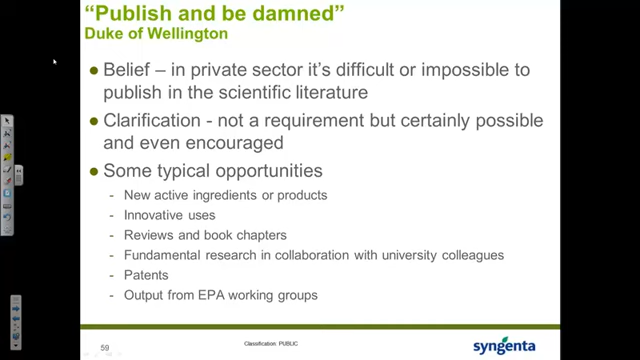 “Publish and be damned”
Duke of Wellington
● Belief – in private sector it’s difficult or impossible to
publish in the scientific literature
● Clarification - not a requirement but certainly possible
and even encouraged
● Some typical opportunities
- New active ingredients or products
- Innovative uses
- Reviews and book chapters
- Fundamental research in collaboration with university colleagues
- Patents
- Output from EPA working groups
59
Classification PUBLIC
syngenta